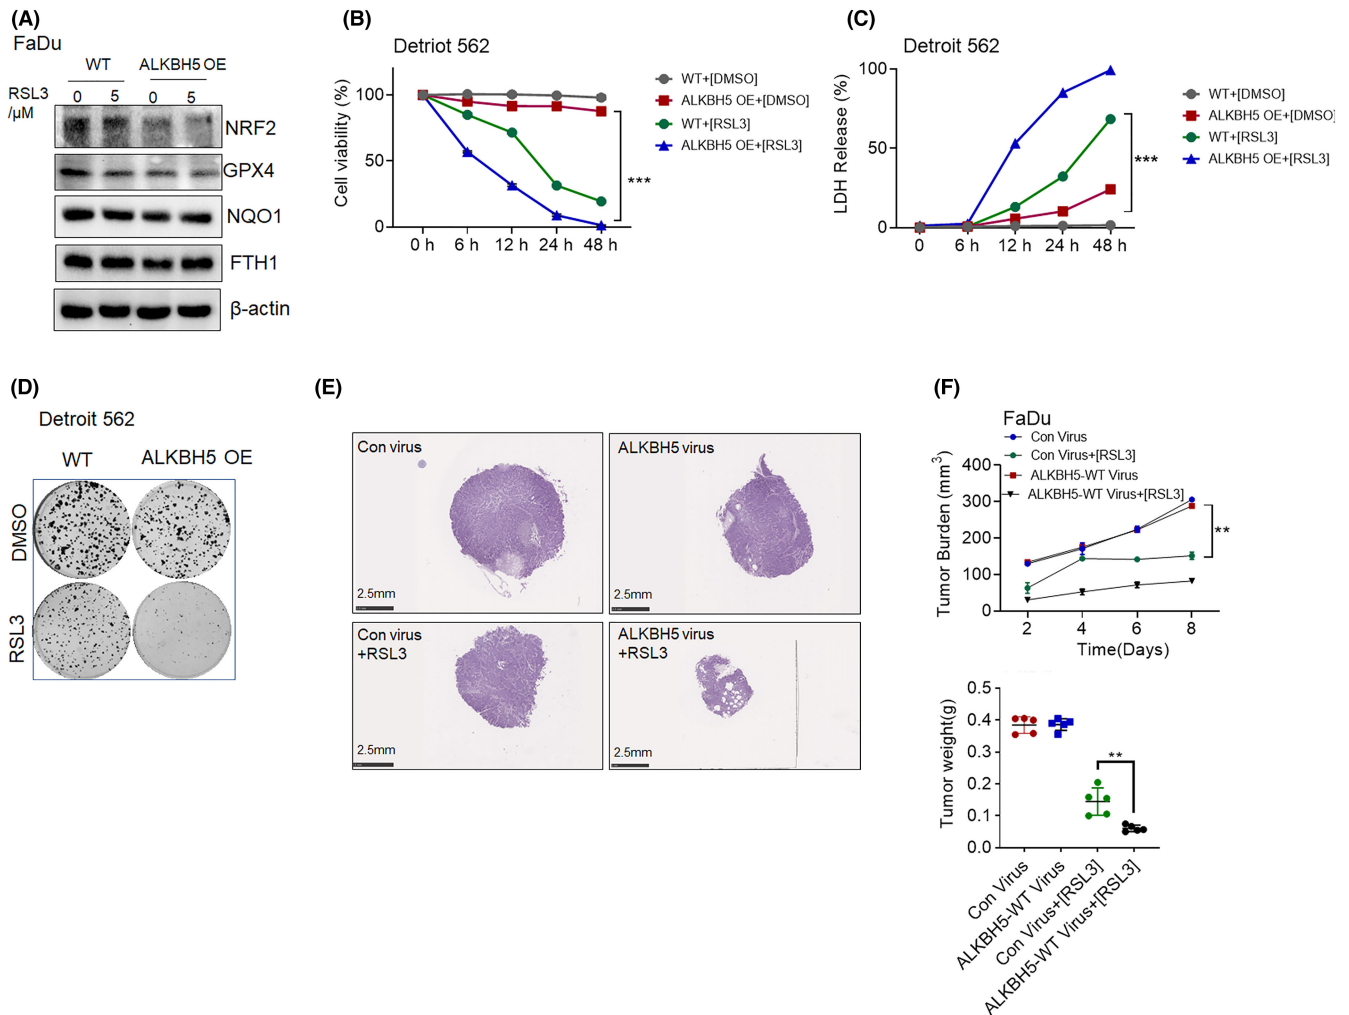 (A)
FaDu
WT ALKBH5 OE
RSL3 0 5 0 5
/μM
NRF2
GPX4
NQO1
FTH1
β-actin
(B)
Detriot 562
Cell viability (%)
100
50
0
0 h 6 h 12 h 24 h 48 h
WT+[DMSO]
ALKBH5 OE+[DMSO]
WT+[RSL3]
ALKBH5 OE+[RSL3]
***
(C)
Detroit 562
LDH Release (%)
100
50
0
0 6 h 12 h 24 h 48 h
WT+[DMSO]
ALKBH5 OE+[DMSO]
WT+[RSL3]
ALKBH5 OE+[RSL3]
***
(D)
Detroit 562
WT ALKBH5 OE
DMSO
RSL3
(E)
Con virus
2.5mm
ALKBH5 virus
2.5mm
Con virus
+RSL3
2.5mm
ALKBH5 virus
+RSL3
2.5mm
(F)
FaDu
Con Virus
Con Virus+[RSL3]
ALKBH5-WT Virus
ALKBH5-WT Virus+[RSL3]
Tumor Burden (mm3)
400
300
200
100
0
2 4 6 8
Time(Days)
**
Tumor weight(g)
0.5
0.4
0.3
0.2
0.1
0.0
**
Con Virus
ALKBH5-WT Virus
Con Virus+[RSL3]
ALKBH5-WT Virus+[RSL3]